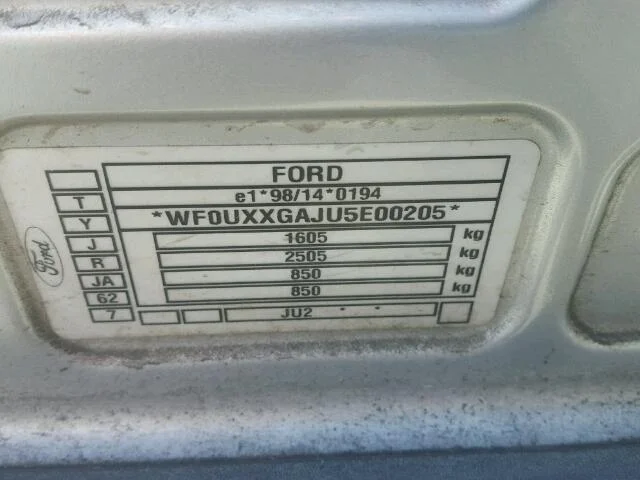 FORD
e1*98/14*0194
*WF0UXXGAJU5E00205*
1605 kg
2505 kg
850 kg
850 kg
JU2 * *
T
Y
J
R
JA
62
7
Ford